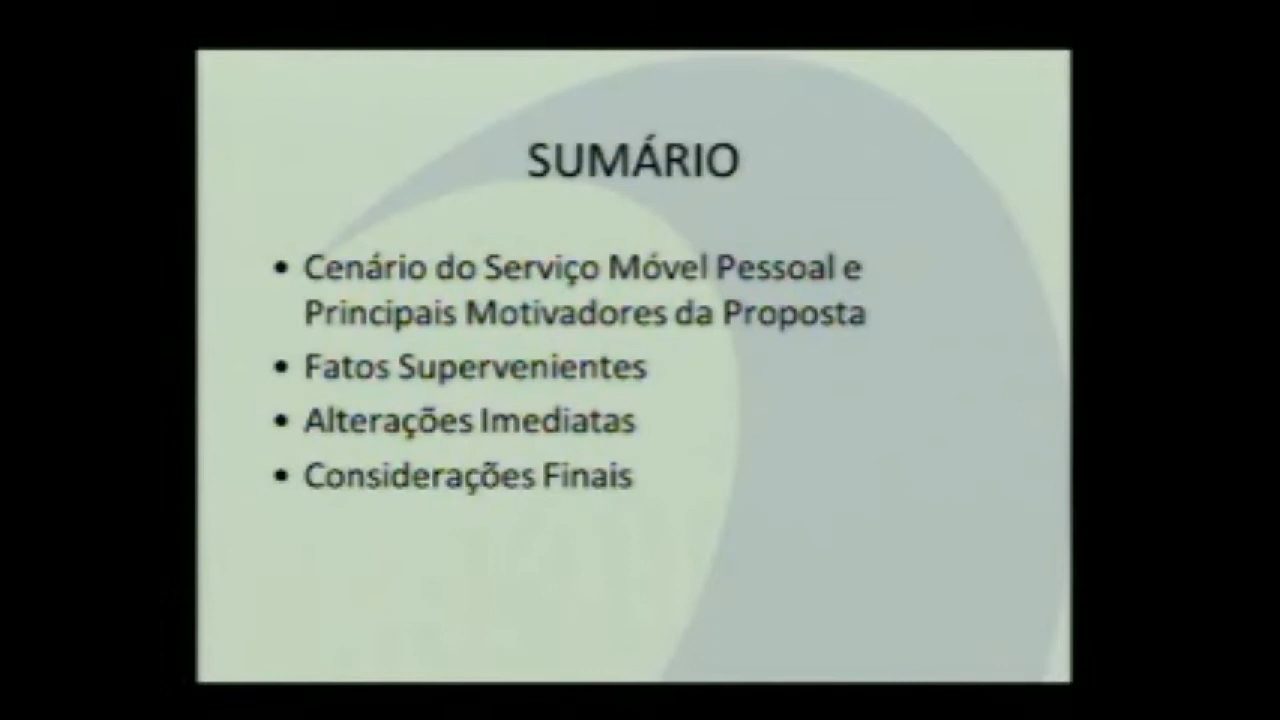 SUMÁRIO
• Cenário do Serviço Móvel Pessoal e
Principais Motivadores da Proposta
• Fatos Supervenientes
• Alterações Imediatas
• Considerações Finais